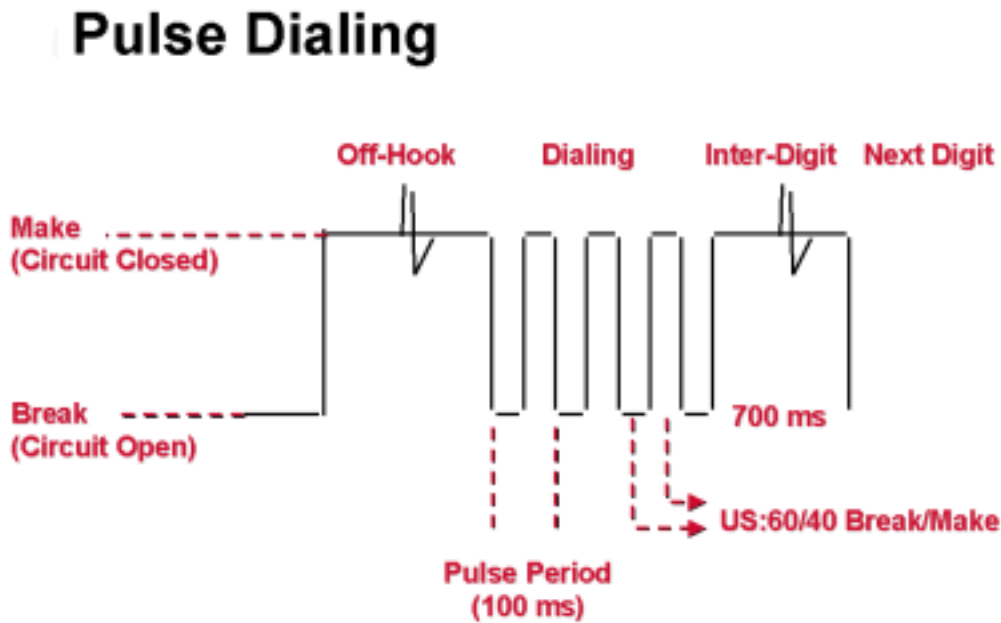 Pulse Dialing
Off-Hook Dialing Inter-Digit Next Digit
Make
(Circuit Closed)
Break
(Circuit Open)
700 ms
US:60/40 Break/Make
Pulse Period
(100 ms)